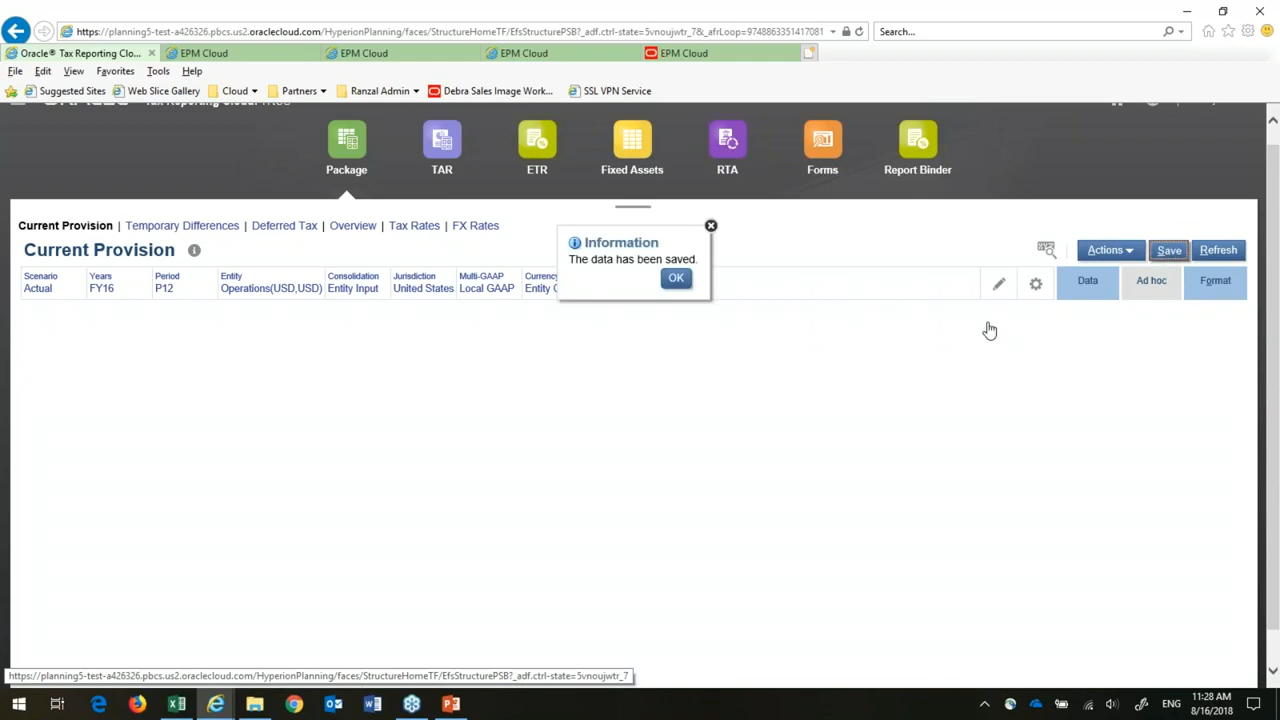 https://planning5-test-a426326.pbcs.us2.oraclecloud.com/HyperionPlanning/faces/StructureHomeTF/EfsStructurePSB?_adf.ctrl-state=5vnoujwtr_7&_afrLoop=9748863351417081
Search...
Oracle® Tax Reporting Clo...
EPM Cloud
EPM Cloud
EPM Cloud
EPM Cloud
File Edit View Favorites Tools Help
Suggested Sites Web Slice Gallery Cloud Partners Ranzal Admin Debra Sales Image Work... SSL VPN Service
Package TAR ETR Fixed Assets RTA Forms Report Binder
Current Provision | Temporary Differences | Deferred Tax | Overview | Tax Rates | FX Rates
Current Provision
Information
The data has been saved.
OK
Actions Save Refresh
Scenario Years Period Entity Consolidation Jurisdiction Multi-GAAP
Actual FY16 P12 Operations(USD,USD) Entity Input United States Local GAAP
Data Ad hoc Format
https://planning5-test-a426326.pbcs.us2.oraclecloud.com/HyperionPlanning/faces/StructureHomeTF/EfsStructurePSB?_adf.ctrl-state=5vnoujwtr_7
ENG
11:28 AM
8/16/2018